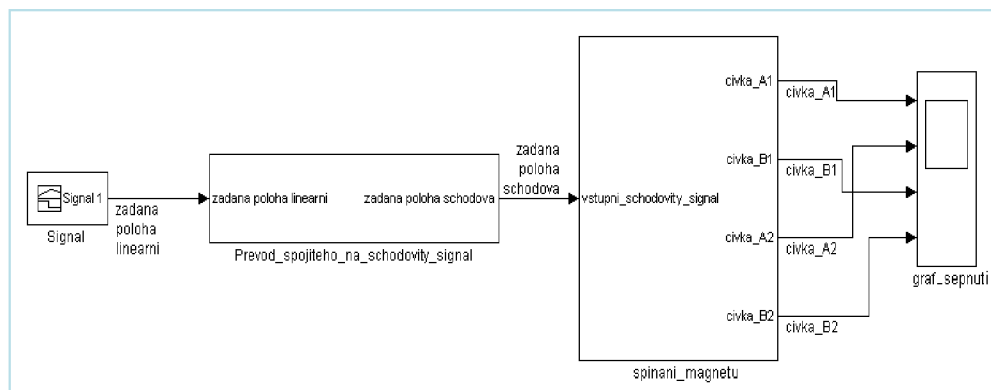 Signal 1
Signal
zadana
poloha
linearni
zadana poloha linearni
zadana poloha schodova
Prevod_spojiteho_na_schodovity_signal
zadana
poloha
schodova
vstupni_schodovity_signal
civka_A1
civka_B1
civka_A2
civka_B2
spinani_magnetu
civka_A1
civka_B1
civka_A2
civka_B2
graf_sepnuti